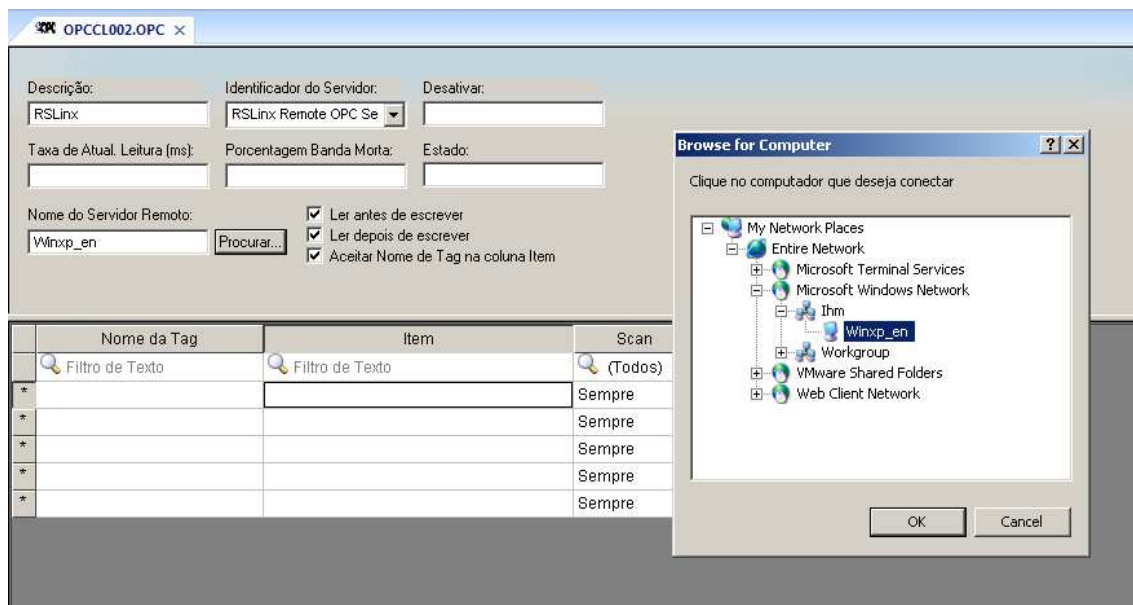 OPCCL002.OPC
Descrição: Identificador do Servidor: Desativar:
RSLinx RSLinx Remote OPC Se
Taxa de Atual. Leitura (ms): Porcentagem Banda Morta: Estado:
Nome do Servidor Remoto:
Winxp_en Procurar...
Ler antes de escrever
Ler depois de escrever
Aceitar Nome de Tag na coluna Item
Nome da Tag Item Scan
Filtro de Texto Filtro de Texto (Todos)
* Sempre
* Sempre
* Sempre
* Sempre
* Sempre
Browse for Computer
Clique no computador que deseja conectar
My Network Places
Entire Network
Microsoft Terminal Services
Microsoft Windows Network
Ihm
Winxp_en
Workgroup
VMware Shared Folders
Web Client Network
OK Cancel